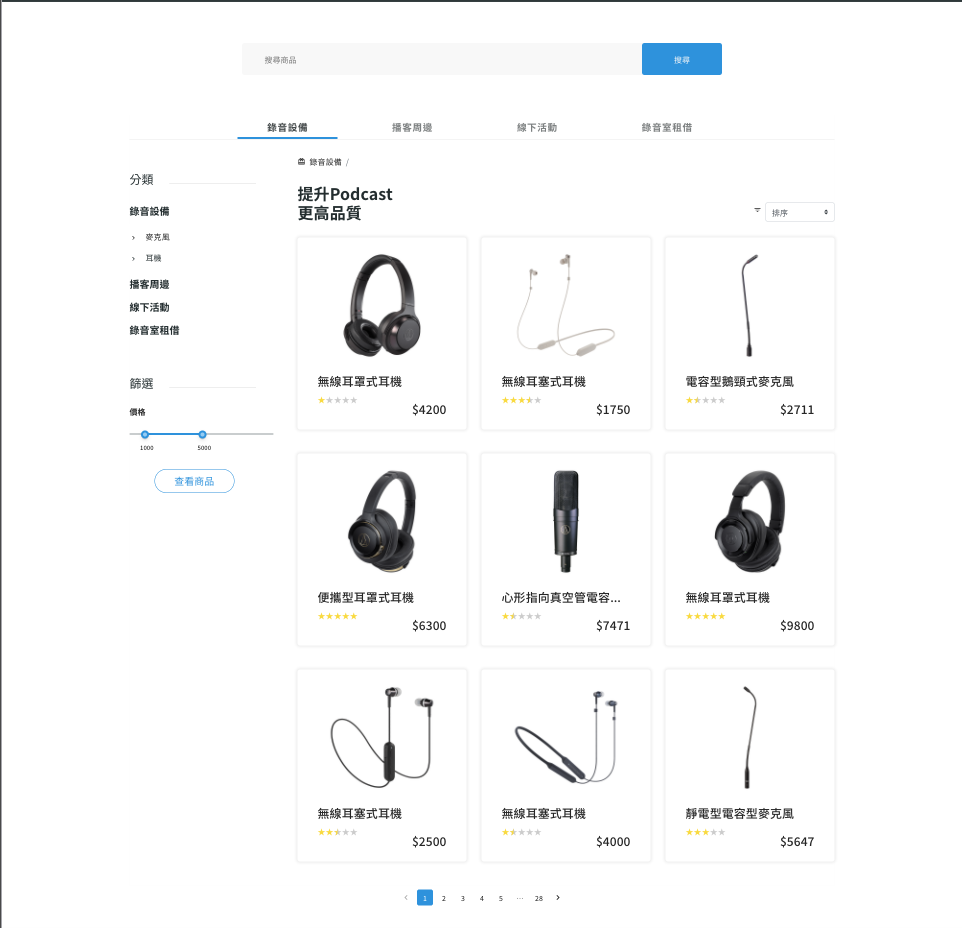 搜尋商品
搜尋
錄音設備
播客周邊
線下活動
錄音室租借
錄音設備 /
分類
錄音設備
麥克風
耳機
播客周邊
線下活動
錄音室租借
篩選
價格
1000
5000
查看商品
提升Podcast
更高品質
排序
無線耳罩式耳機
$4200
無線耳塞式耳機
$1750
電容型鵝頸式麥克風
$2711
便攜型耳罩式耳機
$6300
心形指向真空管電容...
$7471
無線耳罩式耳機
$9800
無線耳塞式耳機
$2500
無線耳塞式耳機
$4000
靜電型電容型麥克風
$5647
‹ 1 2 3 4 5 ··· 28 ›